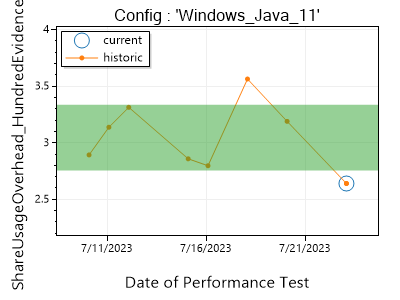 Config : 'Windows_Java_11'
current
historic
ShareUsageOverhead_HundredEvidence
4
3.5
3
2.5
7/11/2023
7/16/2023
7/21/2023
Date of Performance Test